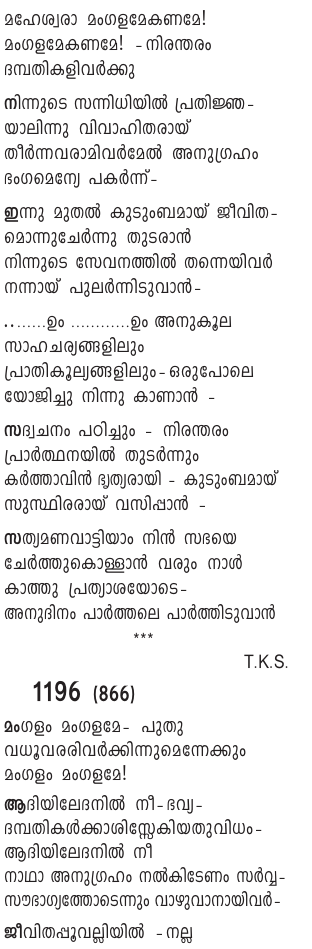 മഹേശ്വരാ മംഗളമേകണമേ!
മംഗളമേകണമേ! - നിരന്തരം
ദമ്പതികളിവർക്കു
നിന്നുടെ സന്നിധിയിൽ പ്രതിജ്ഞ-
യാലിന്നു വിവാഹിതരായ്
തീർന്നവരാമിവർമേൽ അനുഗ്രഹം
ഭംഗമെന്യേ പകർന്ന്-
ഇന്നു മുതൽ കുടുംബമായ് ജീവിത-
മൊന്നുചേർന്നു തുടരാൻ
നിന്നുടെ സേവനത്തിൽ തന്നെയിവർ
നന്നായ് പുലർന്നിടുവാൻ-
........ഉം ............ഉം അനുകൂല
സാഹചര്യങ്ങളിലും
പ്രാതികൂല്യങ്ങളിലും- ഒരുപോലെ
യോജിച്ചു നിന്നു കാണാൻ -
സദ്വചനം പഠിച്ചും - നിരന്തരം
പ്രാർത്ഥനയിൽ തുടർന്നും
കർത്താവിൻ ഭൃത്യരായി - കുടുംബമായ്
സുസ്ഥിരരായ് വസിപ്പാൻ -
സത്യമണവാട്ടിയാം നിൻ സഭയെ
ചേർത്തുകൊള്ളാൻ വരും നാൾ
കാത്തു പ്രത്യാശയോടെ-
അനുദിനം പാർത്തലെ പാർത്തിടുവാൻ
***
T.K.S.
1196 (866)
മംഗളം മംഗളമേ- പുതു
വധൂവരരിവർക്കിന്നുമെന്നേക്കും
മംഗളം മംഗളമേ!
ആദിയിലേദനിൽ നീ- ഭവ്യ-
ദമ്പതികൾക്കാശിസ്സേകിയതുവിധം-
ആദിയിലേദനിൽ നീ
നാഥാ അനുഗ്രഹം നൽകിടേണം സർവ്വ-
സൗഭാഗ്യത്തോടെന്നും വാഴുവാനായിവർ-
ജീവിതപ്പൂവല്ലിയിൽ - നല്ല